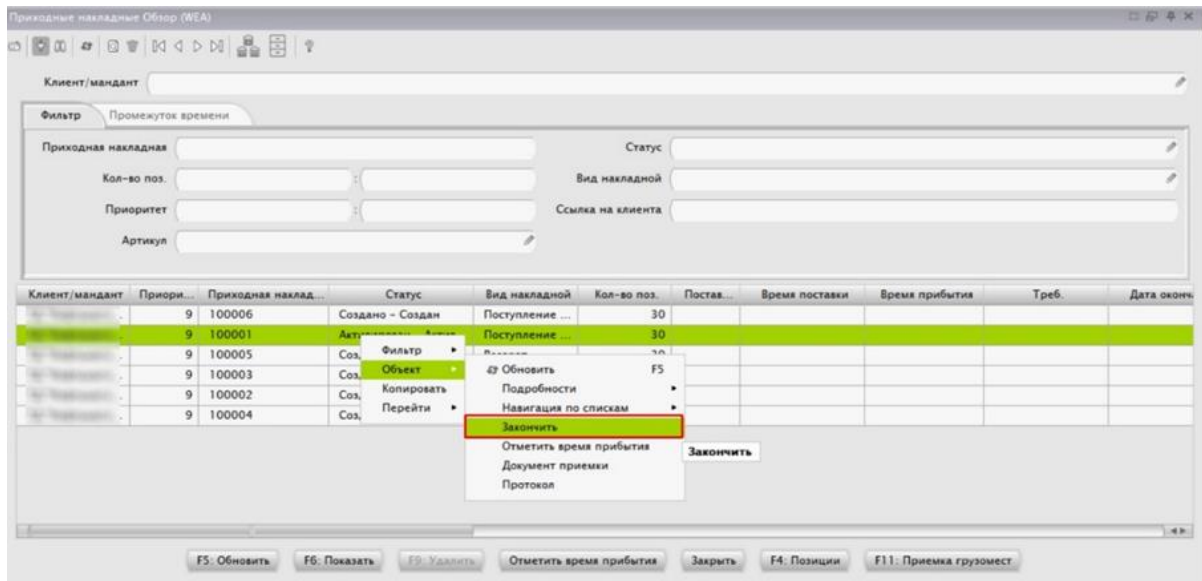 Приходные накладные Обзор (WEA)
Клиент/мандант
Фильтр Промежуток времени
Приходная накладная Статус
Кол-во поз. : Вид накладной
Приоритет : Ссылка на клиента
Артикул
Клиент/мандант Приори... Приходная наклад... Статус Вид накладной Кол-во поз. Постав... Время поставки Время прибытия Треб. Дата оконч
9 100006 Создано - Создан Поступление ... 30
9 100001 Поступление ... 30
9 100005 Соз
9 100003 Соз
9 100002 Соз
9 100004 Соз
Фильтр
Объект
Копировать
Перейти
Обновить F5
Подробности
Навигация по спискам
Закончить
Отметить время прибытия
Документ приемки
Протокол
Закончить
F5: Обновить F6: Показать F9: Удалить Отметить время прибытия Закрыть F4: Позиции F11: Приемка грузомест